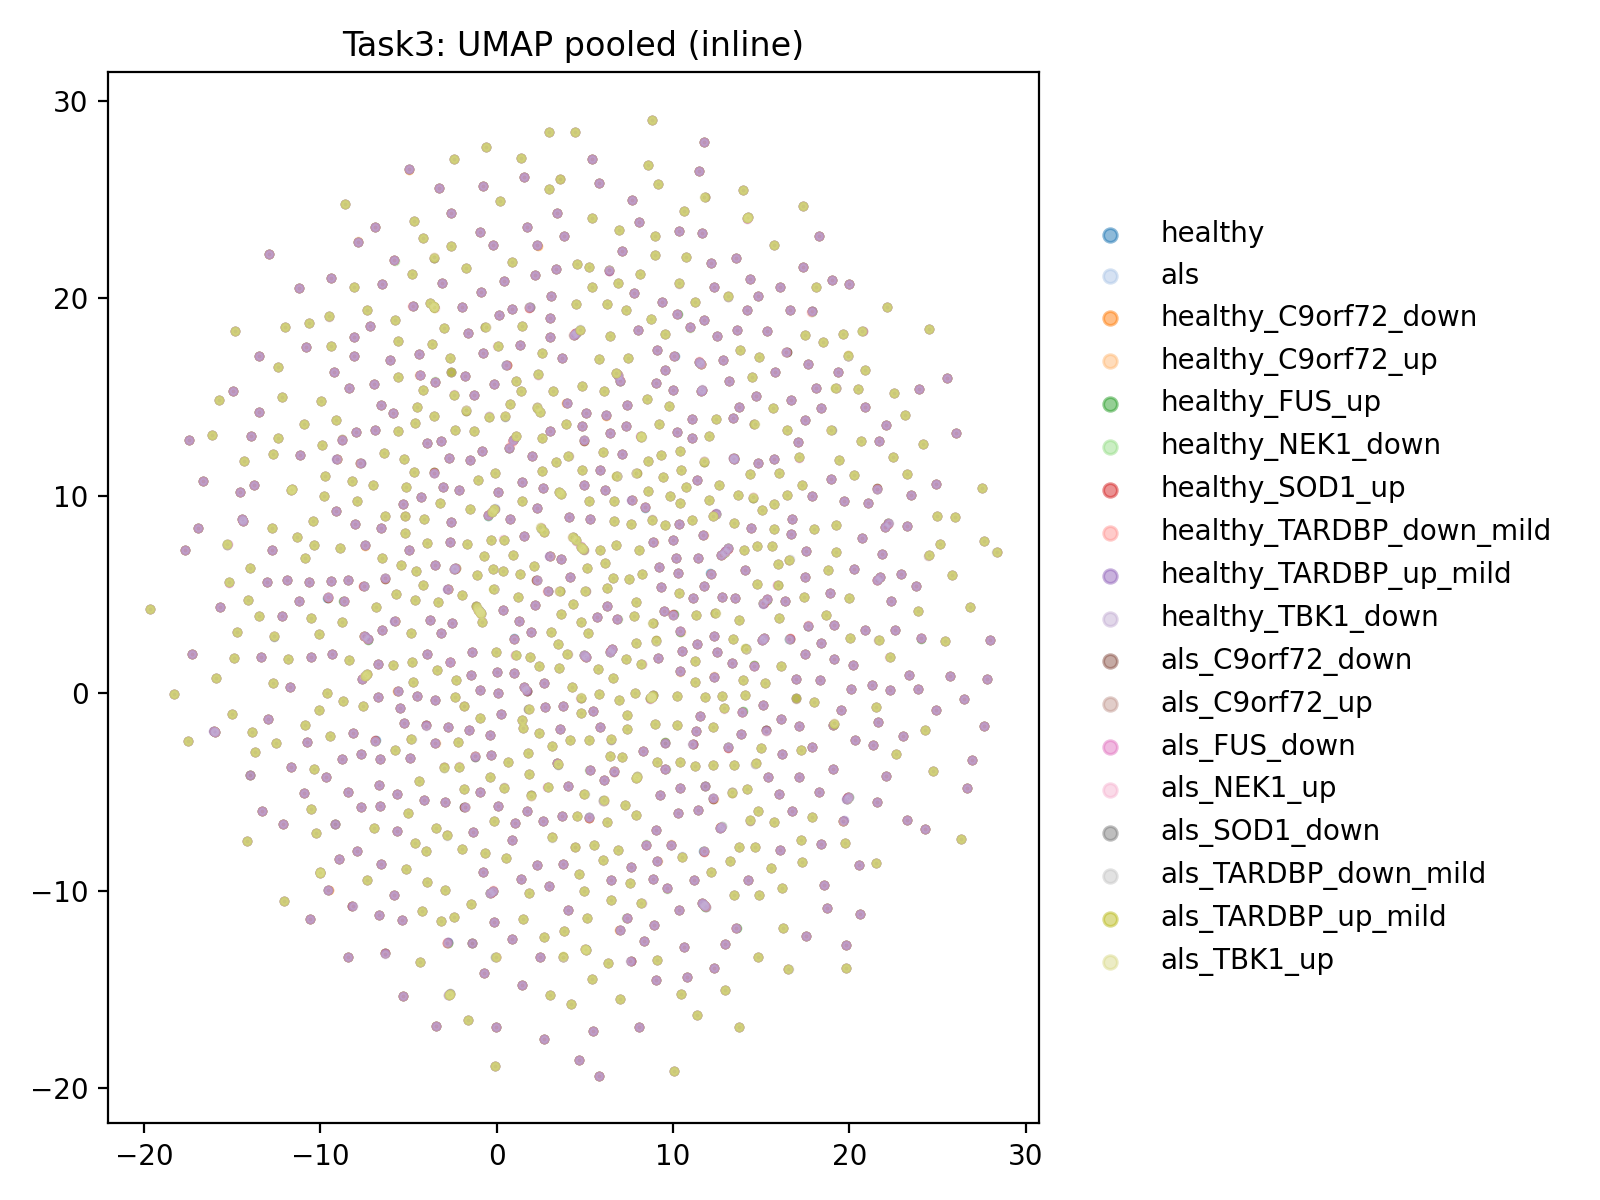 Task3: UMAP pooled (inline)
30
20
10
0
−10
−20
−20
−10
0
10
20
30
healthy
als
healthy_C9orf72_down
healthy_C9orf72_up
healthy_FUS_up
healthy_NEK1_down
healthy_SOD1_up
healthy_TARDBP_down_mild
healthy_TARDBP_up_mild
healthy_TBK1_down
als_C9orf72_down
als_C9orf72_up
als_FUS_down
als_NEK1_up
als_SOD1_down
als_TARDBP_down_mild
als_TARDBP_up_mild
als_TBK1_up